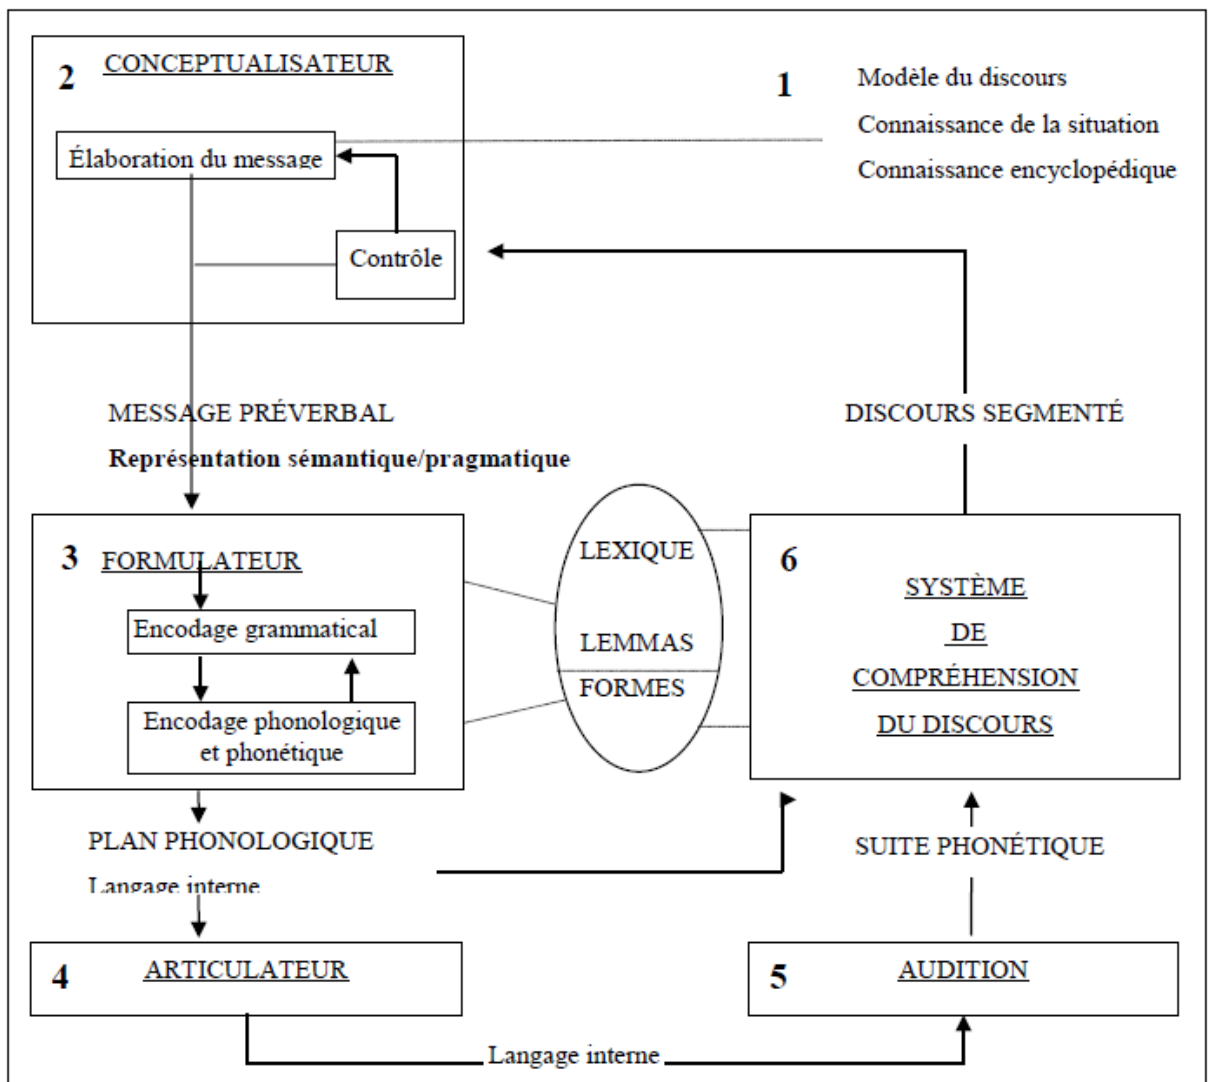 2 CONCEPTUALISATEUR
1
Modèle du discours
Connaissance de la situation
Connaissance encyclopédique
Élaboration du message
Contrôle
MESSAGE PRÉVERBAL
Représentation sémantique/pragmatique
DISCOURS SEGMENTÉ
3 FORMULATEUR
Encodage grammatical
Encodage phonologique
et phonétique
LEXIQUE
LEMMAS
FORMES
6
SYSTÈME
DE
COMPRÉHENSION
DU DISCOURS
PLAN PHONOLOGIQUE
Langage interne
SUITE PHONÉTIQUE
4 ARTICULATEUR
5 AUDITION
Langage interne